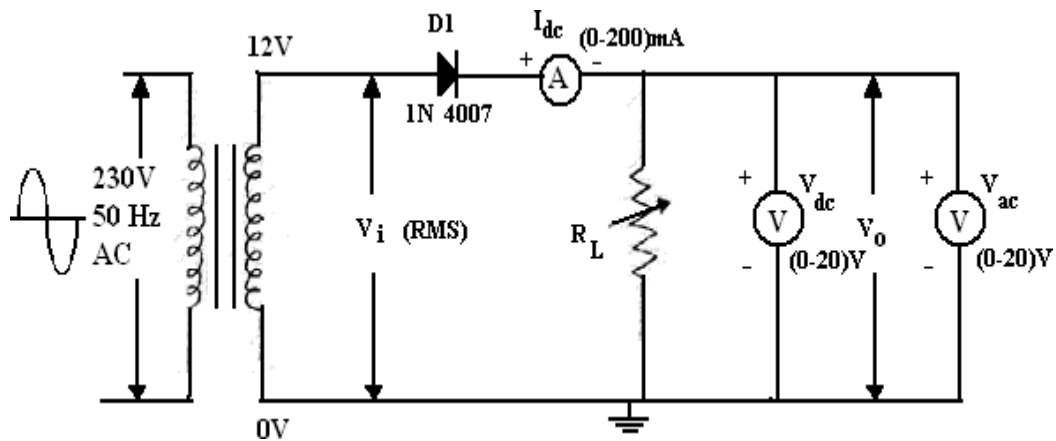 D1
I dc
(0-200)mA
12V
+
-
A
1N 4007
230V
50 Hz
AC
V i (RMS)
R L
+
V dc
V
-
(0-20)V
V o
+
V ac
V
-
(0-20)V
0V